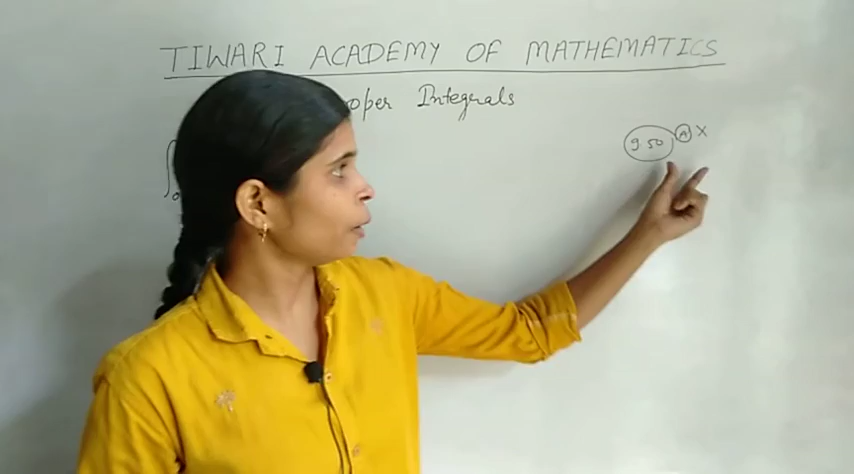 TIWARI ACADEMY OF MATHEMATICS
oper Integrals
9.50 A X